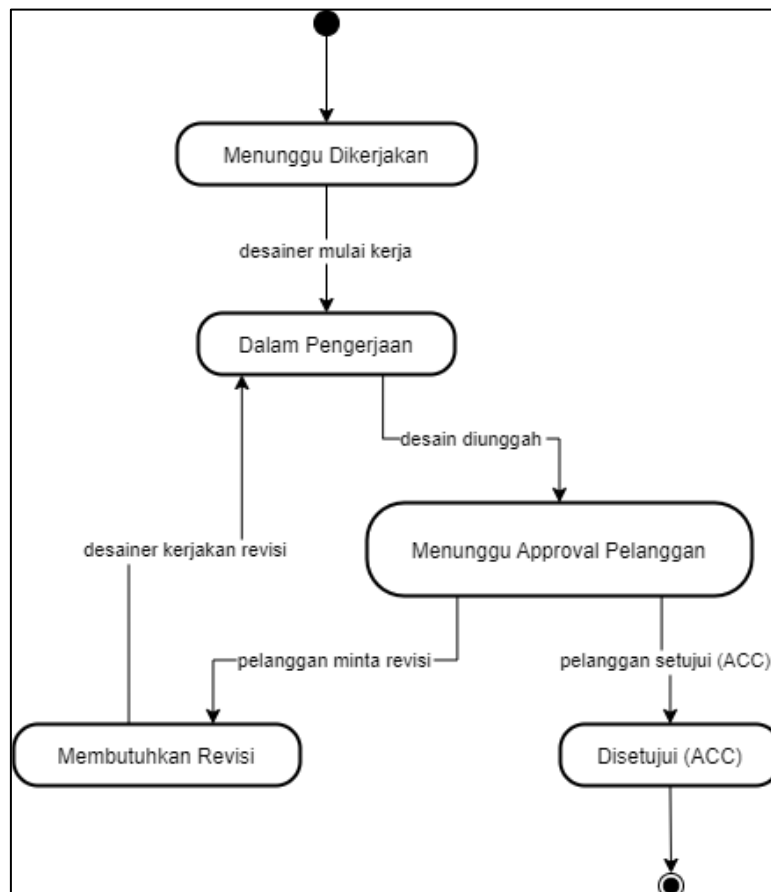 Menunggu Dikerjakan
desainer mulai kerja
Dalam Pengerjaan
desain diunggah
Menunggu Approval Pelanggan
desainer kerjakan revisi
pelanggan minta revisi
pelanggan setujui (ACC)
Membutuhkan Revisi
Disetujui (ACC)